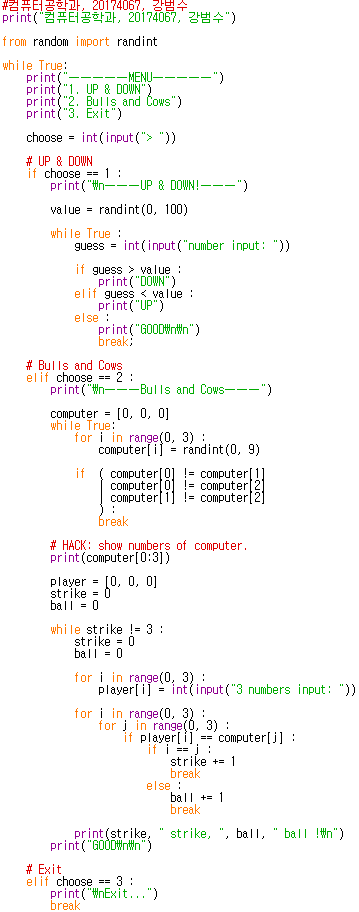 #컴퓨터공학과, 20174067, 강범수
print("컴퓨터공학과, 20174067, 강범수")

from random import randint

while True:
    print("─────MENU─────")
    print("1. UP & DOWN")
    print("2. Bulls and Cows")
    print("3. Exit")

    choose = int(input("> "))

    # UP & DOWN
    if choose == 1 :
        print("₩n───UP & DOWN!───")

        value = randint(0, 100)

        while True :
            guess = int(input("number input: "))

            if guess > value :
                print("DOWN")
            elif guess < value :
                print("UP")
            else :
                print("GOOD₩n₩n")
                break;

    # Bulls and Cows
    elif choose == 2 :
        print("₩n───Bulls and Cows───")

        computer = [0, 0, 0]
        while True:
            for i in range(0, 3) :
                computer[i] = randint(0, 9)

            if  ( computer[0] != computer[1]
                | computer[0] != computer[2]
                | computer[1] != computer[2]
                ) :
                break

        # HACK: show numbers of computer.
        print(computer[0:3])

        player = [0, 0, 0]
        strike = 0
        ball = 0

        while strike != 3 :
            strike = 0
            ball = 0

            for i in range(0, 3) :
                player[i] = int(input("3 numbers input: "))

            for i in range(0, 3) :
                for j in range(0, 3) :
                    if player[i] == computer[j] :
                        if i == j :
                            strike += 1
                            break
                        else :
                            ball += 1
                            break

            print(strike, " strike, ", ball, " ball !₩n")
        print("GOOD₩n₩n")

    # Exit
    elif choose == 3 :
        print("₩nExit...")
        break